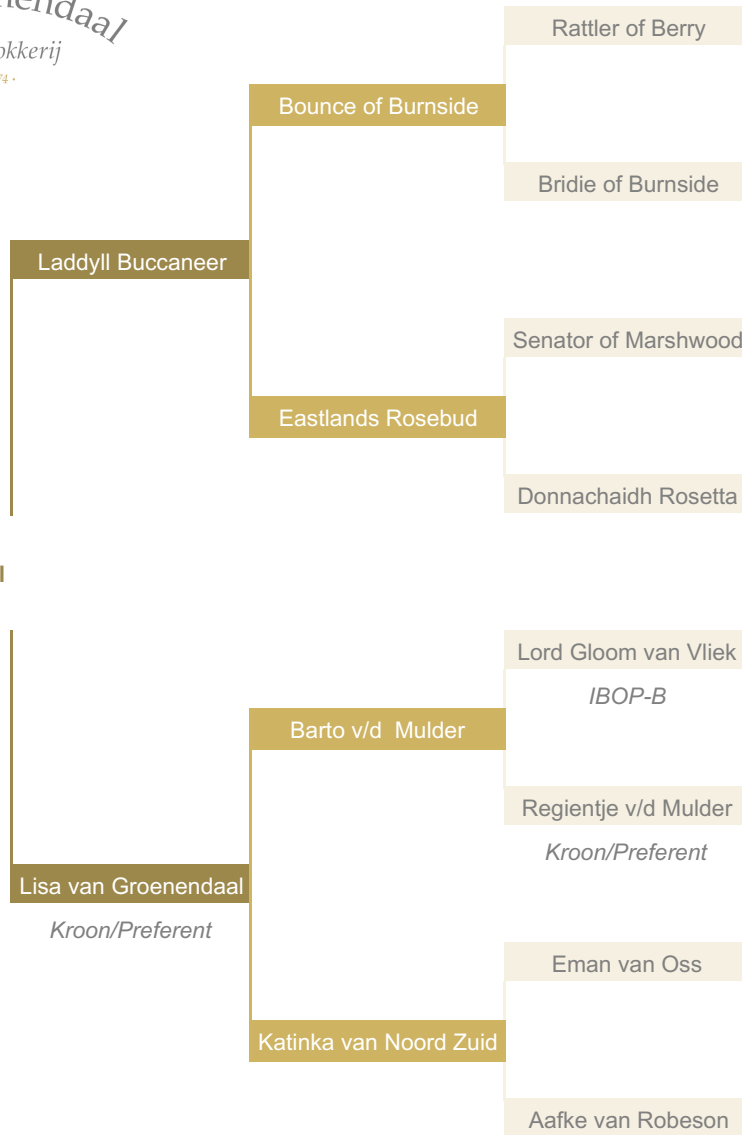 Rattler of Berry
Bounce of Burnside
Bridie of Burnside
Laddyll Buccaneer
Senator of Marshwood
Eastlands Rosebud
Donnachaidh Rosetta
Lord Gloom van Vliek
IBOP-B
Barto v/d  Mulder
Regientje v/d Mulder
Kroon/Preferent
Lisa van Groenendaal
Kroon/Preferent
Eman van Oss
Katinka van Noord Zuid
Aafke van Robeson